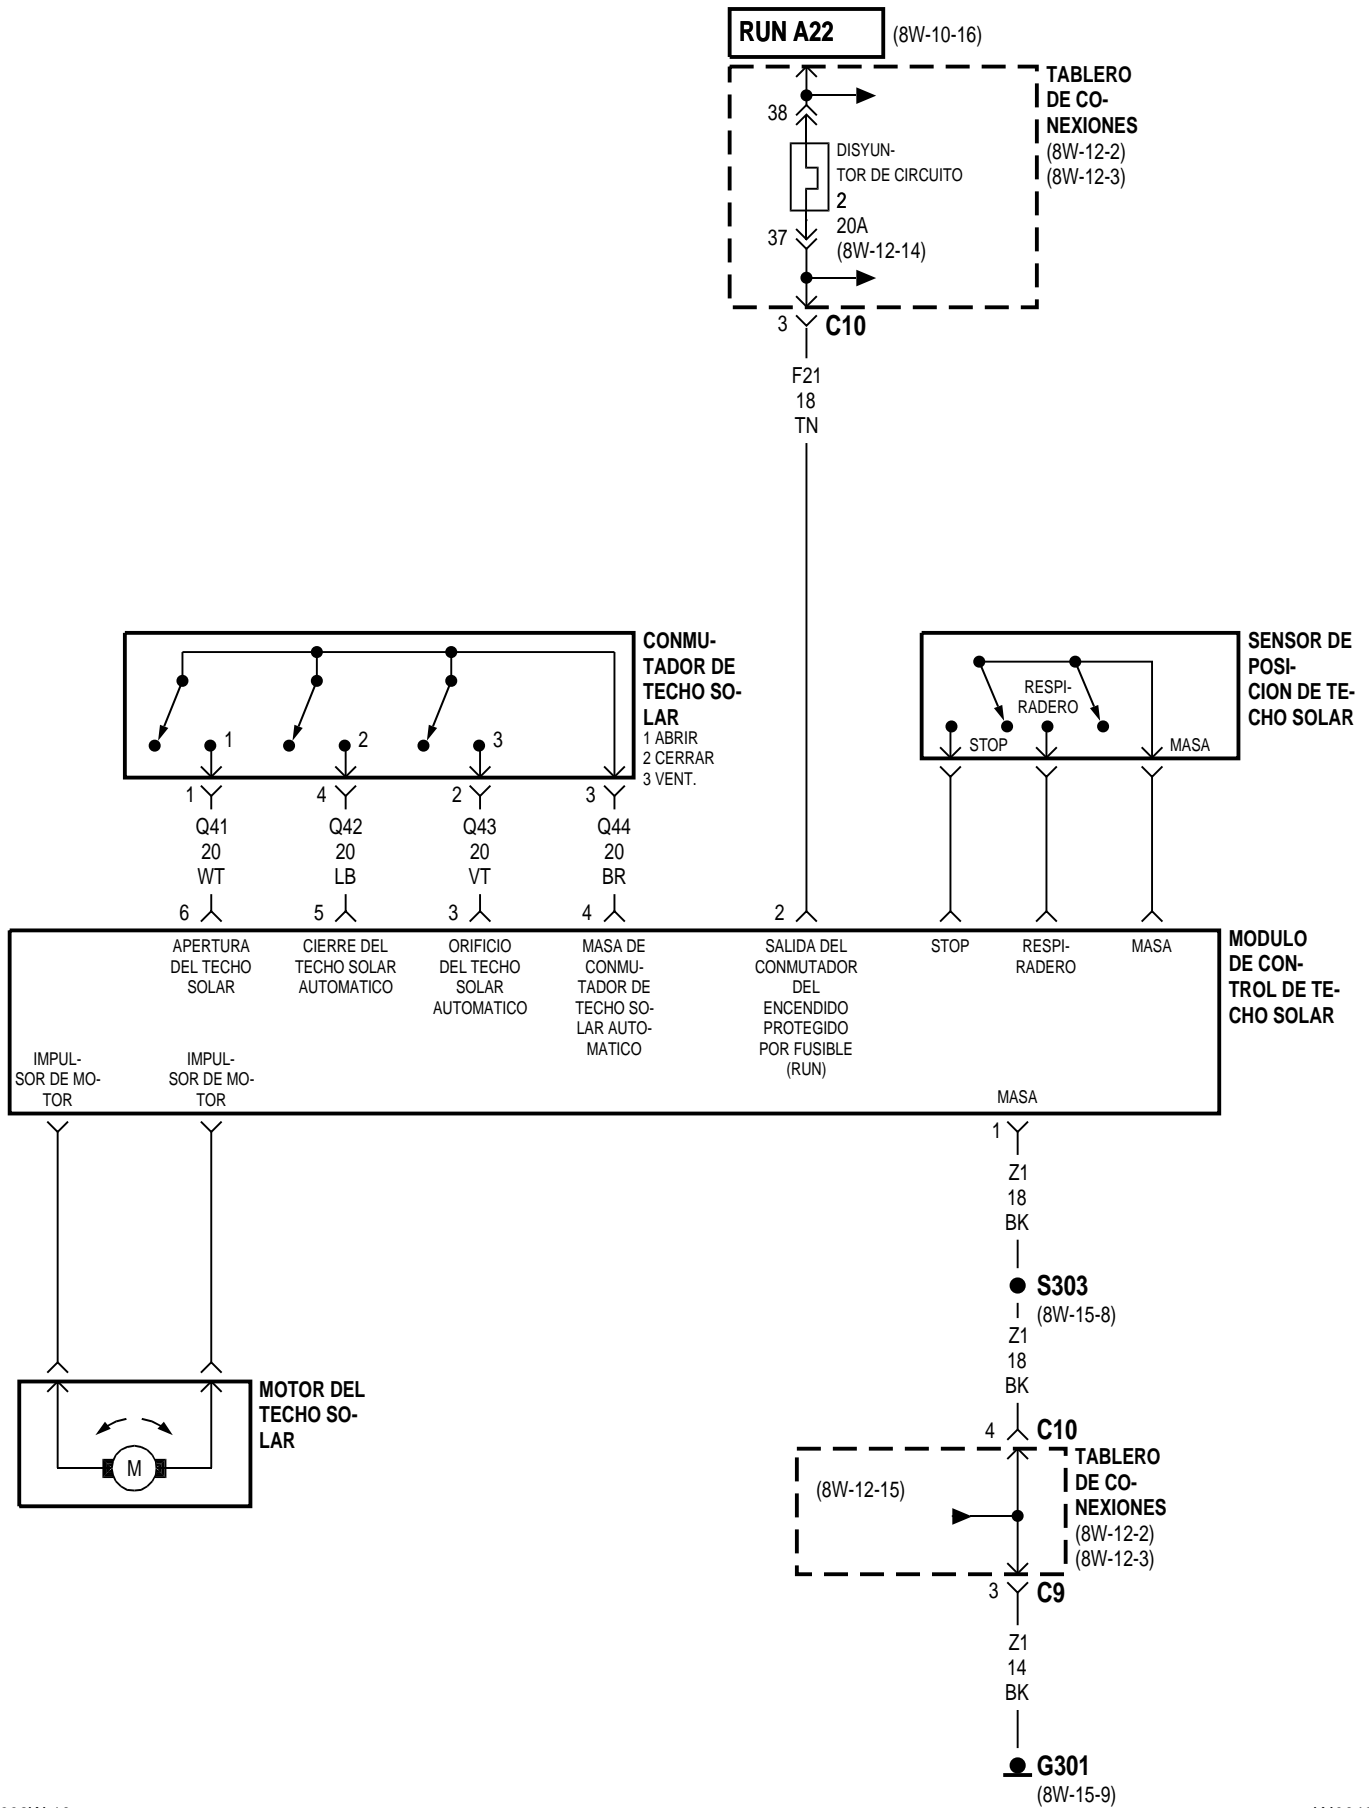 RUN A22
(8W-10-16)
TABLERO
DE CO-
NEXIONES
(8W-12-2)
(8W-12-3)
38
DISYUN-
TOR DE CIRCUITO
2
20A
(8W-12-14)
37
3
C10
F21
18
TN
CONMU-
TADOR DE
TECHO SO-
LAR
1 ABRIR
2 CERRAR
3 VENT.
1
2
3
SENSOR DE
POSI-
CION DE TE-
CHO SOLAR
RESPI-
RADERO
STOP
MASA
1
4
2
3
Q41
Q42
Q43
Q44
20
20
20
20
WT
LB
VT
BR
6
5
3
4
2
APERTURA
DEL TECHO
SOLAR
CIERRE DEL
TECHO SOLAR
AUTOMATICO
ORIFICIO
DEL TECHO
SOLAR
AUTOMATICO
MASA DE
CONMU-
TADOR DE
TECHO SO-
LAR AUTO-
MATICO
SALIDA DEL
CONMUTADOR
DEL
ENCENDIDO
PROTEGIDO
POR FUSIBLE
(RUN)
STOP
RESPI-
RADERO
MASA
MODULO
DE CON-
TROL DE TE-
CHO SOLAR
IMPUL-
SOR DE MO-
TOR
IMPUL-
SOR DE MO-
TOR
MASA
1
Z1
18
BK
S303
(8W-15-8)
Z1
18
BK
MOTOR DEL
TECHO SO-
LAR
M
4
C10
TABLERO
DE CO-
NEXIONES
(8W-12-2)
(8W-12-3)
(8W-12-15)
3
C9
Z1
14
BK
G301
(8W-15-9)